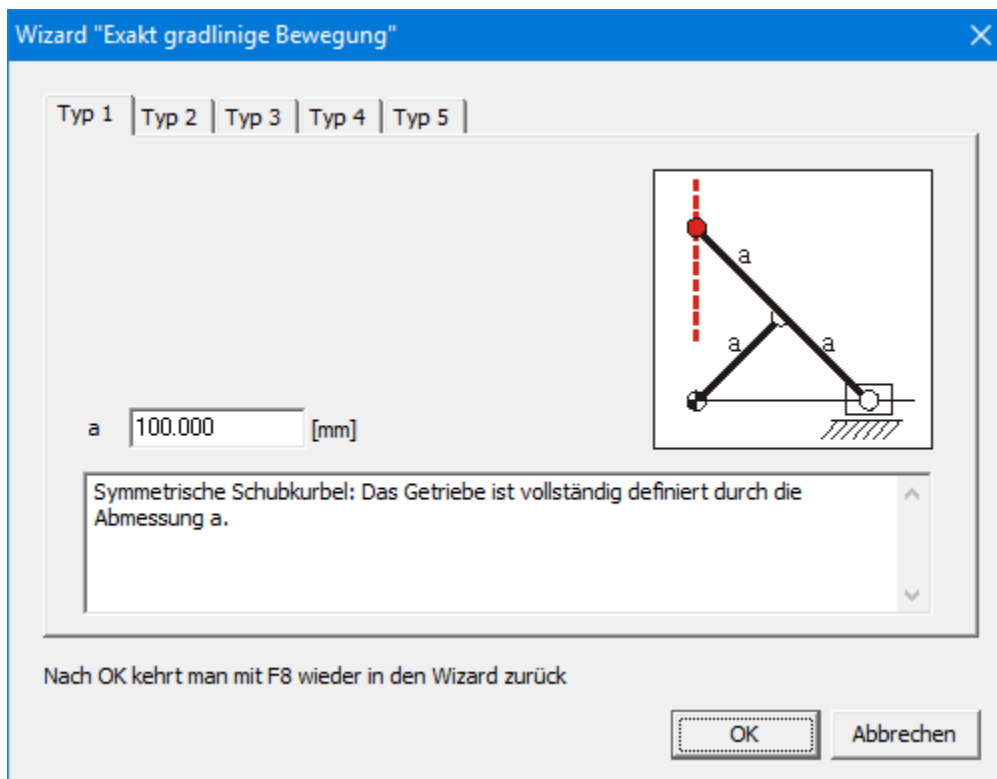 Wizard "Exakt gradlinige Bewegung"
Typ 1 Typ 2 Typ 3 Typ 4 Typ 5
a
a a
a 100.000 [mm]
Symmetrische Schubkurbel: Das Getriebe ist vollständig definiert durch die
Abmessung a.
Nach OK kehrt man mit F8 wieder in den Wizard zurück
OK Abbrechen